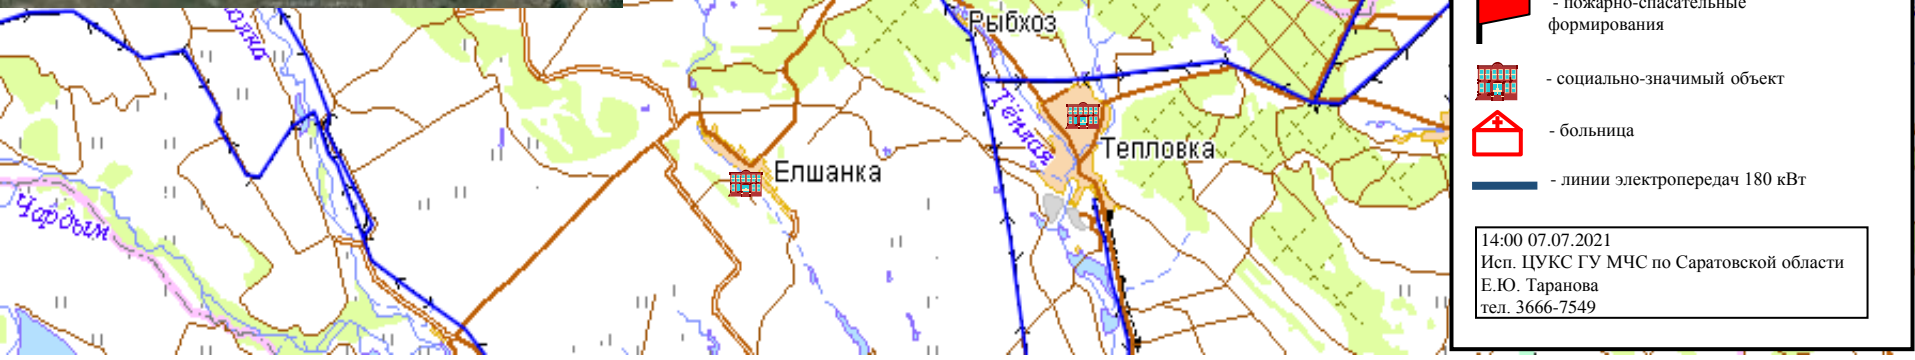 Рыбхоз
Тёплая
Тепловка
Елшанка
Чардым
- пожарно-спасательные
формирования
- социально-значимый объект
- больница
- линии электропередач 180 кВт
14:00 07.07.2021
Исп. ЦУКС ГУ МЧС по Саратовской области
Е.Ю. Таранова
тел. 3666-7549